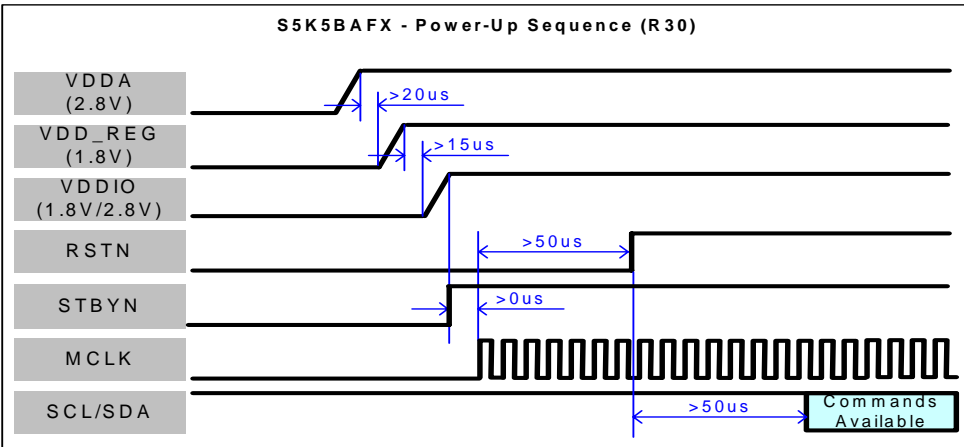 S5K5BAFX - Power-Up Sequence (R30)
VDDA
(2.8V)
>20us
VDD_REG
(1.8V)
>15us
VDDIO
(1.8V/2.8V)
RSTN
>50us
STBYN
>0us
MCLK
SCL/SDA
>50us
Commands
Available